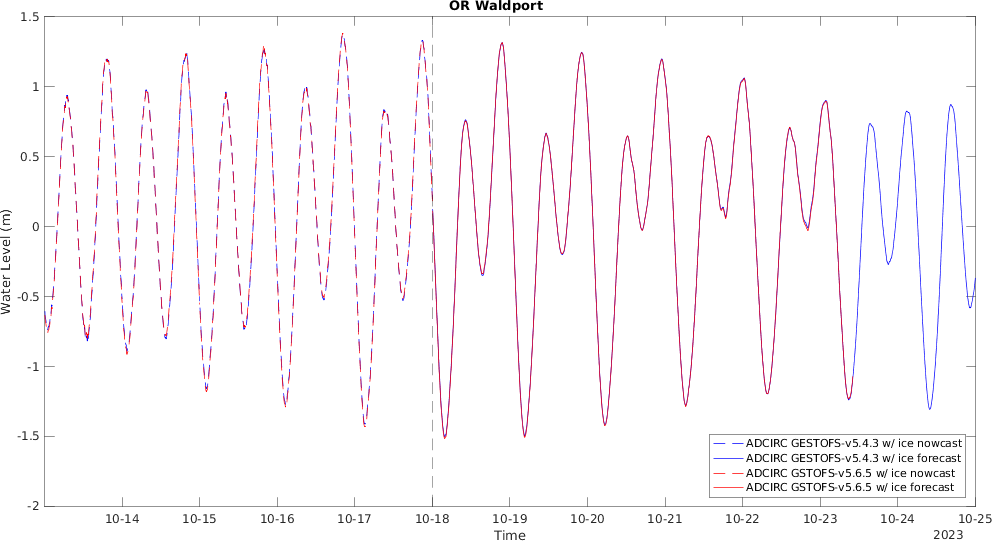 OR Waldport
1.5
1
0.5
0
-0.5
-1
-1.5
-2
Water Level (m)
10-14 10-15 10-16 10-17 10-18 10-19 10-20 10-21 10-22 10-23 10-24 10-25
Time
2023
ADCIRC GESTOFS-v5.4.3 w/ ice nowcast
ADCIRC GESTOFS-v5.4.3 w/ ice forecast
ADCIRC GSTOFS-v5.6.5 w/ ice nowcast
ADCIRC GSTOFS-v5.6.5 w/ ice forecast